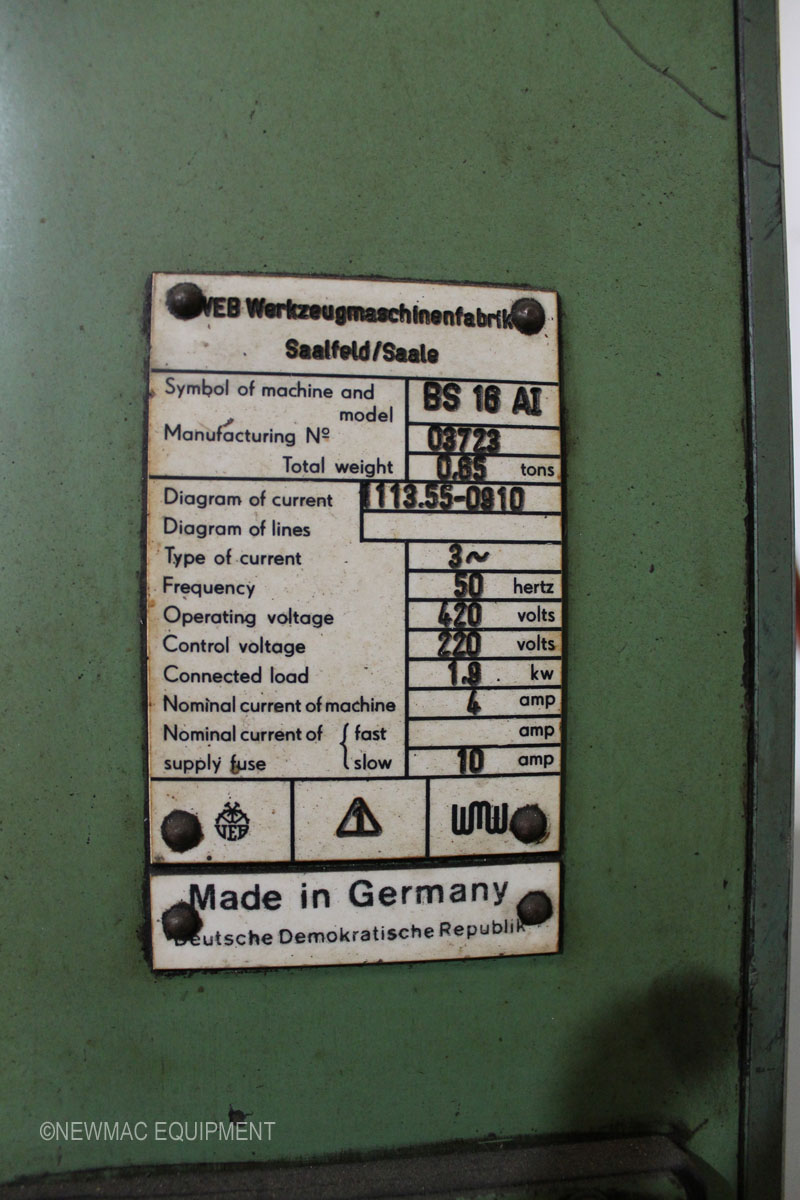 VEB Werkzeugmaschinenfabrik
Saalfeld/Saale
Symbol of machine and model BS 16 AI
Manufacturing Nº 03723
Total weight 0.65 tons
Diagram of current 1113.55-0910
Diagram of lines
Type of current 3~
Frequency 50 hertz
Operating voltage 420 volts
Control voltage 220 volts
Connected load 1.9 kw
Nominal current of machine 4 amp
Nominal current of fast amp
supply fuse slow 10 amp
VEB 1 WMW
Made in Germany
Deutsche Demokratische Republik
©NEWMAC EQUIPMENT